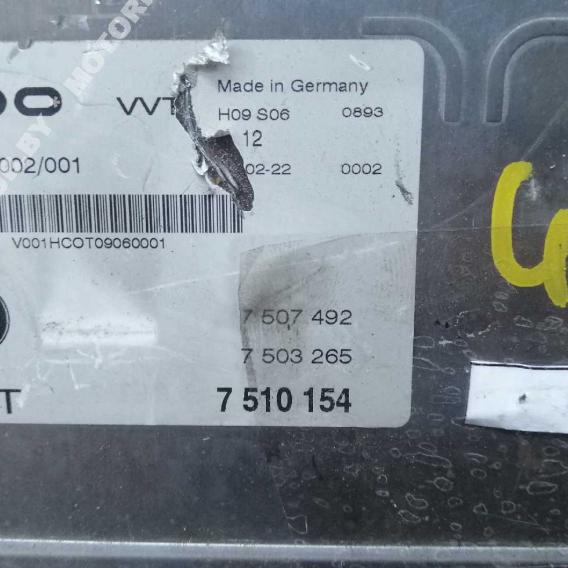 DO VVT Made in Germany
H09 S06 0893
12
002/001 02-22 0002
V001HCOT09060001
7 507 492
7 503 265
T 7 510 154